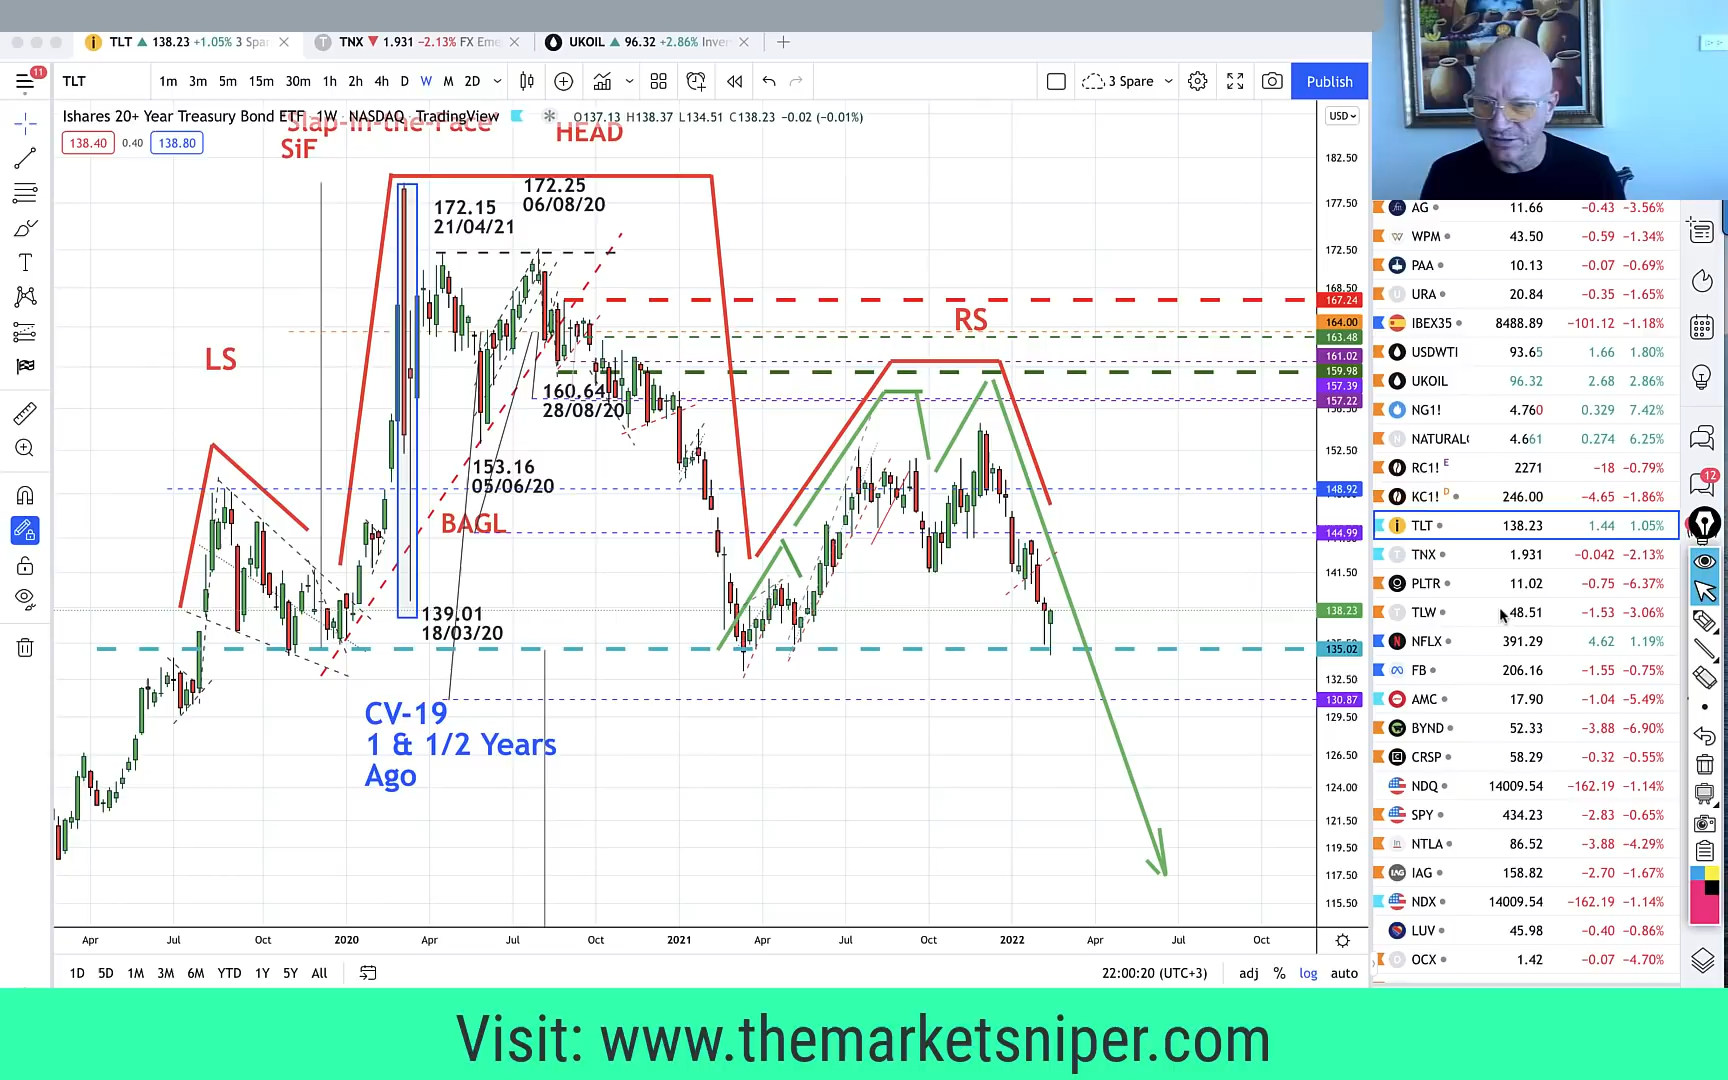 TLT 138.23 +1.05% 3 Spar
TNX 1.931 −2.13% FX Eme
UKOIL 96.32 +2.86% Inver
11
TLT
1m 3m 5m 15m 30m 1h 2h 4h D W M 2D
3 Spare
Publish
Ishares 20+ Year Treasury Bond ETF · 1W · NASDAQ · TradingView
O137.13 H138.37 L134.51 C138.23 −0.02 (−0.01%)
USD
138.40 0.40 138.80
Slap-in-the-Face
SiF
HEAD
LS
RS
172.15
21/04/21
172.25
06/08/20
160.64
28/08/20
153.16
05/06/20
BAGL
139.01
18/03/20
CV-19
1 & 1/2 Years
Ago
182.50
177.50
172.50
168.50
167.24
164.00
163.48
161.02
159.98
157.39
157.22
152.50
148.92
144.99
141.50
138.23
135.02
132.50
130.87
129.50
126.50
124.00
121.50
119.50
117.50
115.50
Apr Jul Oct 2020 Apr Jul Oct 2021 Apr Jul Oct 2022 Apr Jul Oct
1D 5D 1M 3M 6M YTD 1Y 5Y All
22:00:20 (UTC+3)
adj % log auto
AG 11.66 −0.43 −3.56%
WPM 43.50 −0.59 −1.34%
PAA 10.13 −0.07 −0.69%
URA 20.84 −0.35 −1.65%
IBEX35 8488.89 −101.12 −1.18%
USDWTI 93.65 1.66 1.80%
UKOIL 96.32 2.68 2.86%
NG1! 4.760 0.329 7.42%
NATURALG 4.661 0.274 6.25%
RC1! E 2271 −18 −0.79%
KC1! D 246.00 −4.65 −1.86%
TLT 138.23 1.44 1.05%
TNX 1.931 −0.042 −2.13%
PLTR 11.02 −0.75 −6.37%
TLW 48.51 −1.53 −3.06%
NFLX 391.29 4.62 1.19%
FB 206.16 −1.55 −0.75%
AMC 17.90 −1.04 −5.49%
BYND 52.33 −3.88 −6.90%
CRSP 58.29 −0.32 −0.55%
NDQ 14009.54 −162.19 −1.14%
SPY 434.23 −2.83 −0.65%
NTLA 86.52 −3.88 −4.29%
IAG 158.82 −2.70 −1.67%
NDX 14009.54 −162.19 −1.14%
LUV 45.98 −0.40 −0.86%
OCX 1.42 −0.07 −4.70%
12
Visit: www.themarketsniper.com